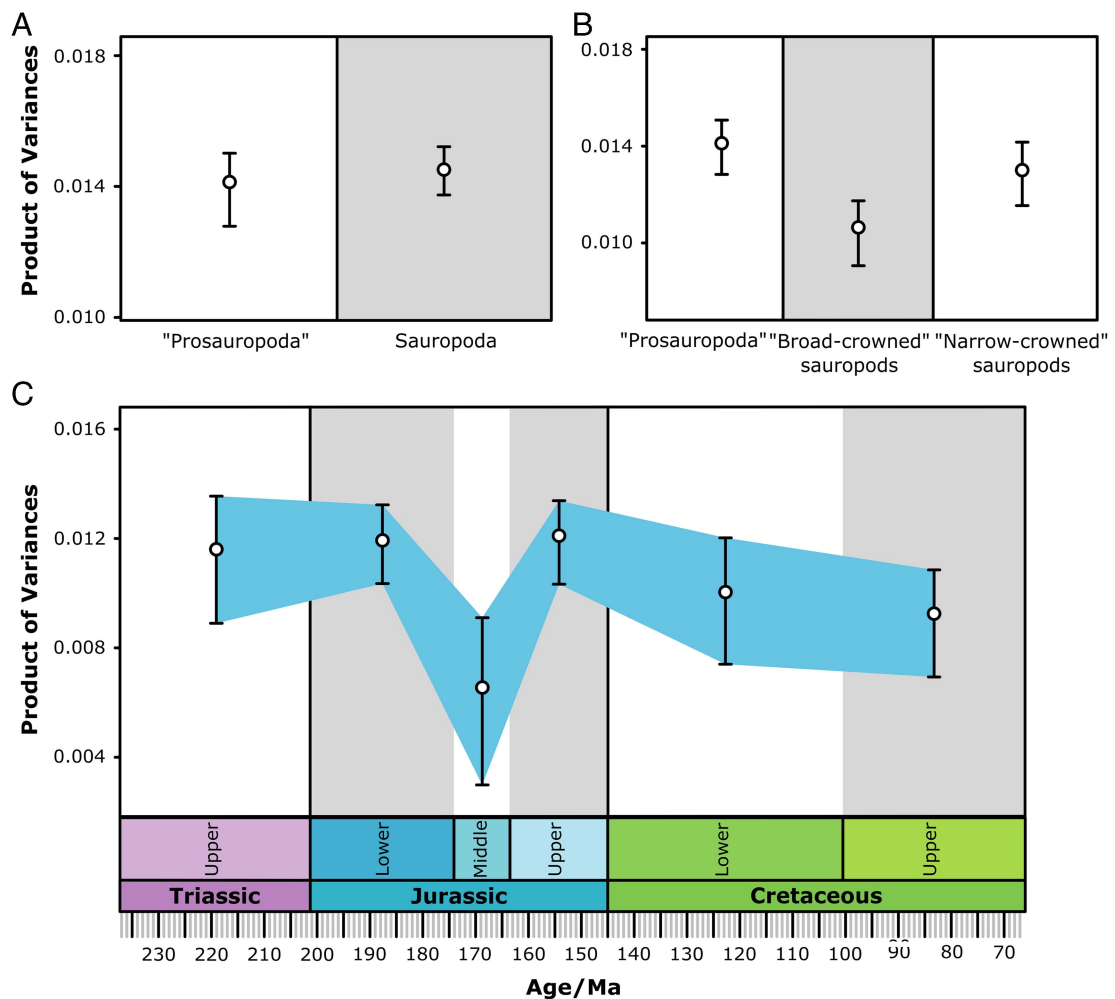 A
Product of Variances
0.018
0.014
0.010
"Prosauropoda"
Sauropoda
B
0.018
0.014
0.010
"Prosauropoda"
"Broad-crowned"
sauropods
"Narrow-crowned"
sauropods
C
Product of Variances
0.016
0.012
0.008
0.004
Upper
Lower
Middle
Upper
Lower
Upper
Triassic
Jurassic
Cretaceous
230 220 210 200 190 180 170 160 150 140 130 120 110 100 90 80 70
Age/Ma